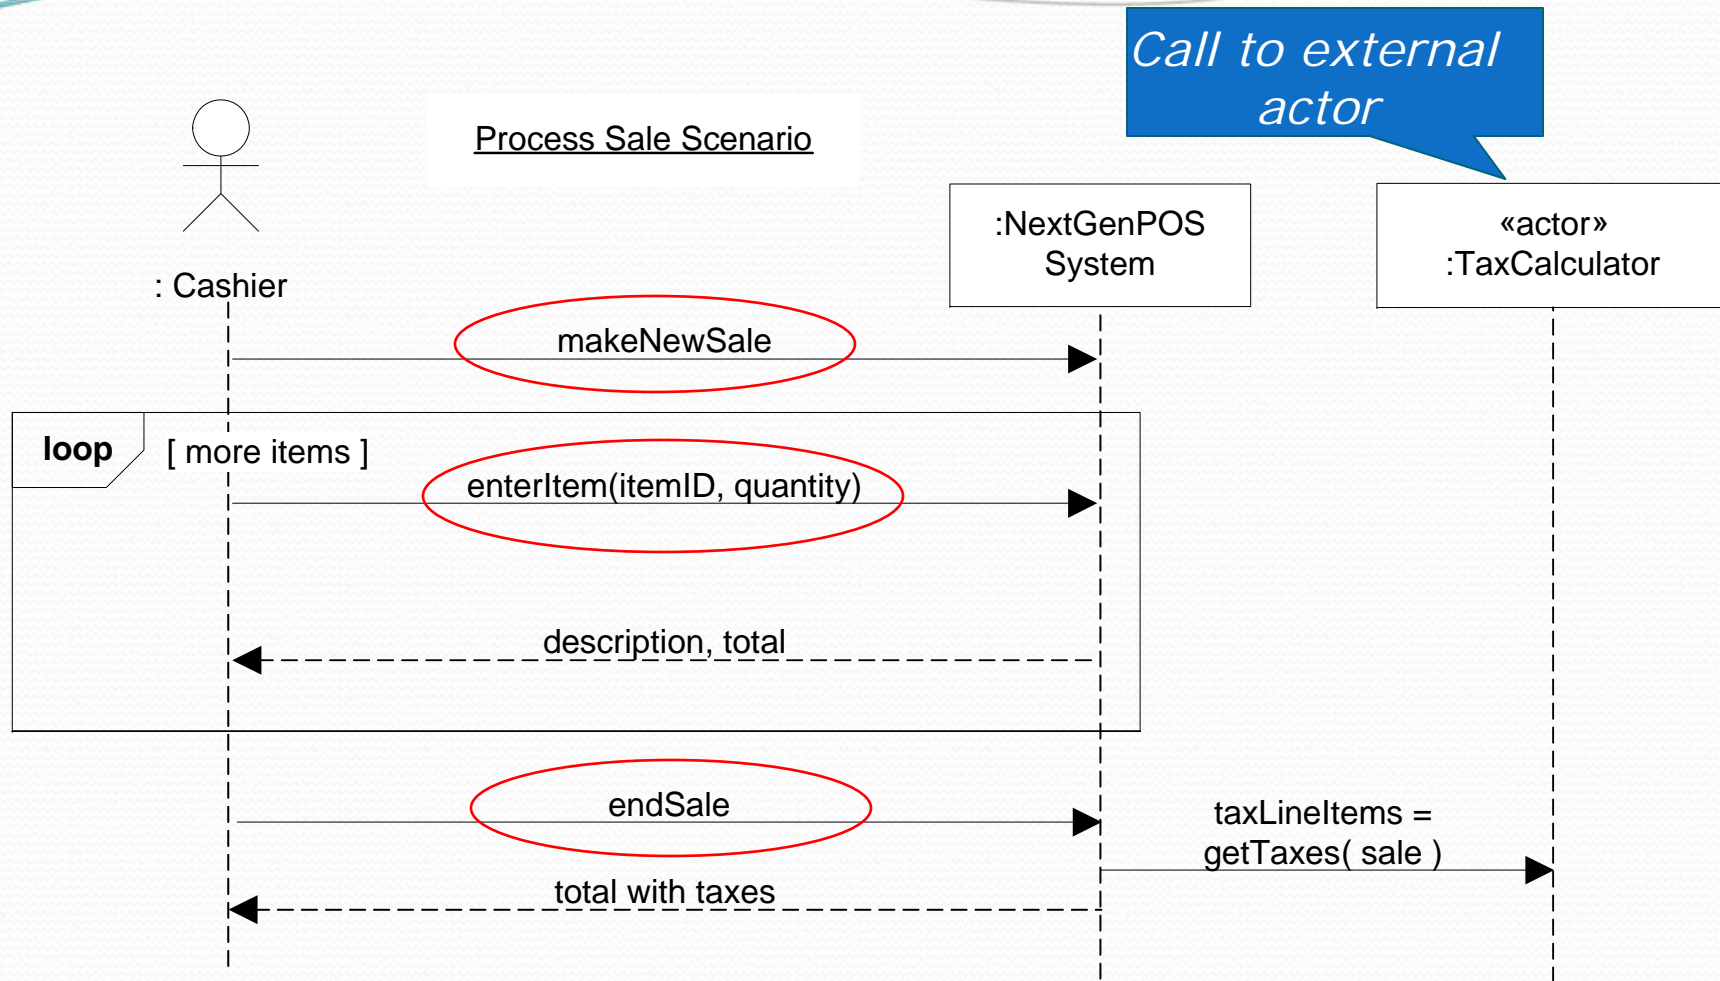 Call to external
actor
Process Sale Scenario
:NextGenPOS
System
«actor»
:TaxCalculator
: Cashier
makeNewSale
loop
[ more items ]
enterItem(itemID, quantity)
description, total
endSale
taxLineItems =
getTaxes( sale )
total with taxes